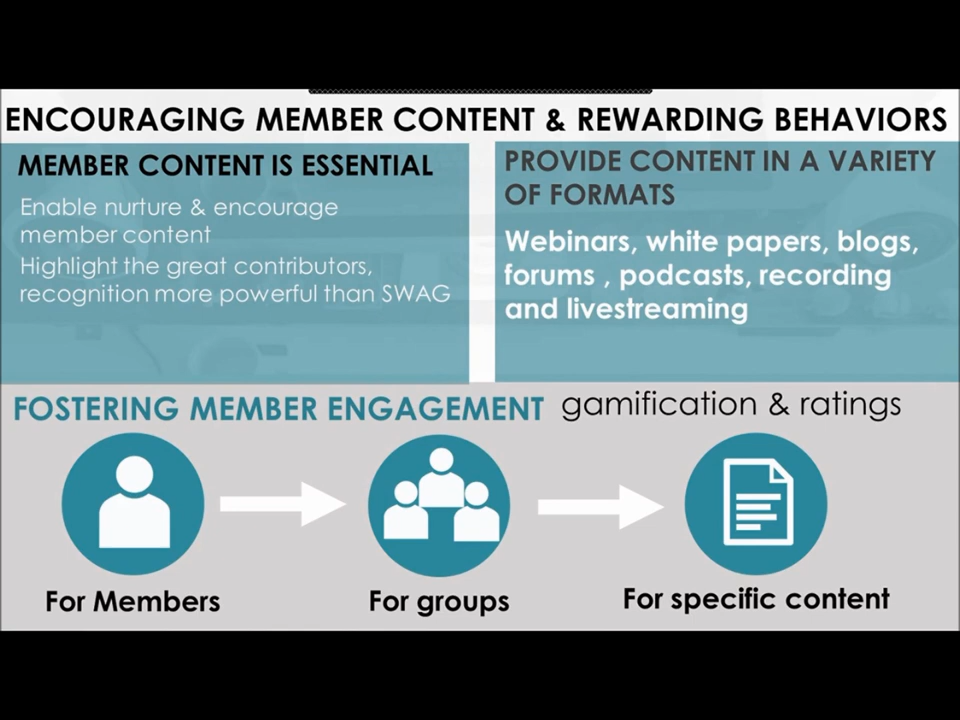 ENCOURAGING MEMBER CONTENT & REWARDING BEHAVIORS
MEMBER CONTENT IS ESSENTIAL
Enable nurture & encourage
member content
Highlight the great contributors,
recognition more powerful than SWAG
PROVIDE CONTENT IN A VARIETY
OF FORMATS
Webinars, white papers, blogs,
forums , podcasts, recording
and livestreaming
FOSTERING MEMBER ENGAGEMENT gamification & ratings
For Members
For groups
For specific content